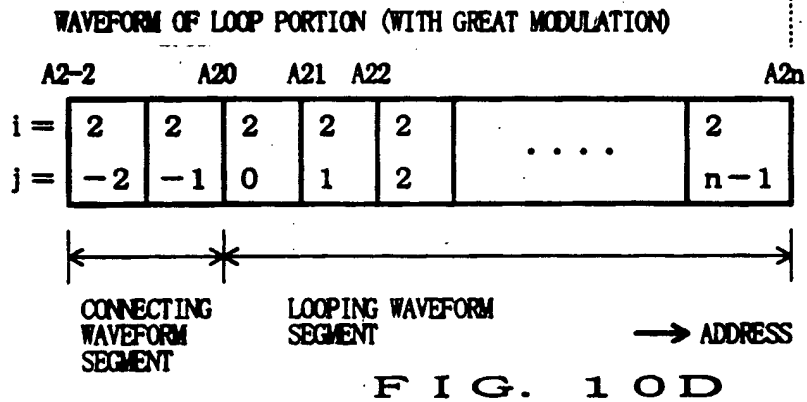 WAVEFORM OF LOOP PORTION (WITH GREAT MODULATION)
A2-2 A20 A21 A22 A2n
i = 2 2 2 2 2 2
j = -2 -1 0 1 2 .... n-1
CONNECTING WAVEFORM SEGMENT
LOOPING WAVEFORM SEGMENT
→ ADDRESS
FIG. 10D